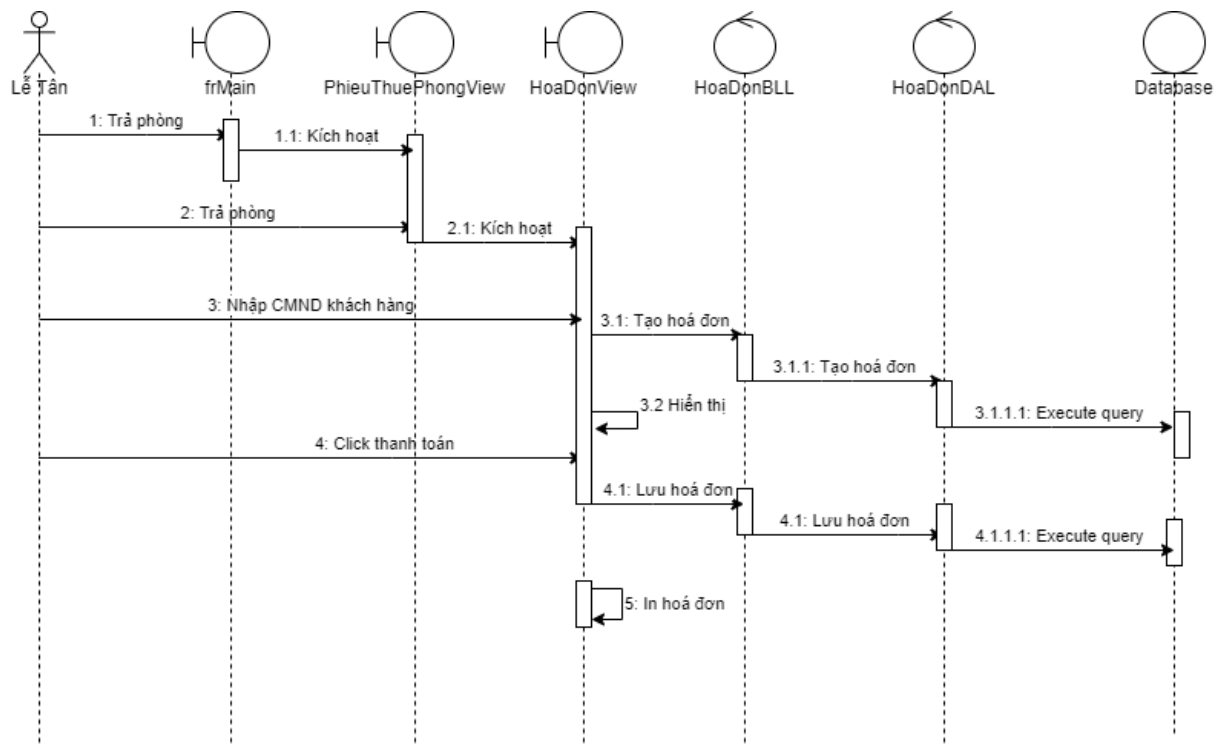 Lễ Tân
frMain
PhieuThuePhongView
HoaDonView
HoaDonBLL
HoaDonDAL
Database
1: Trả phòng
1.1: Kích hoạt
2: Trả phòng
2.1: Kích hoạt
3: Nhập CMND khách hàng
3.1: Tạo hoá đơn
3.1.1: Tạo hoá đơn
3.2 Hiển thị
3.1.1.1: Execute query
4: Click thanh toán
4.1: Lưu hoá đơn
4.1: Lưu hoá đơn
4.1.1.1: Execute query
5: In hoá đơn